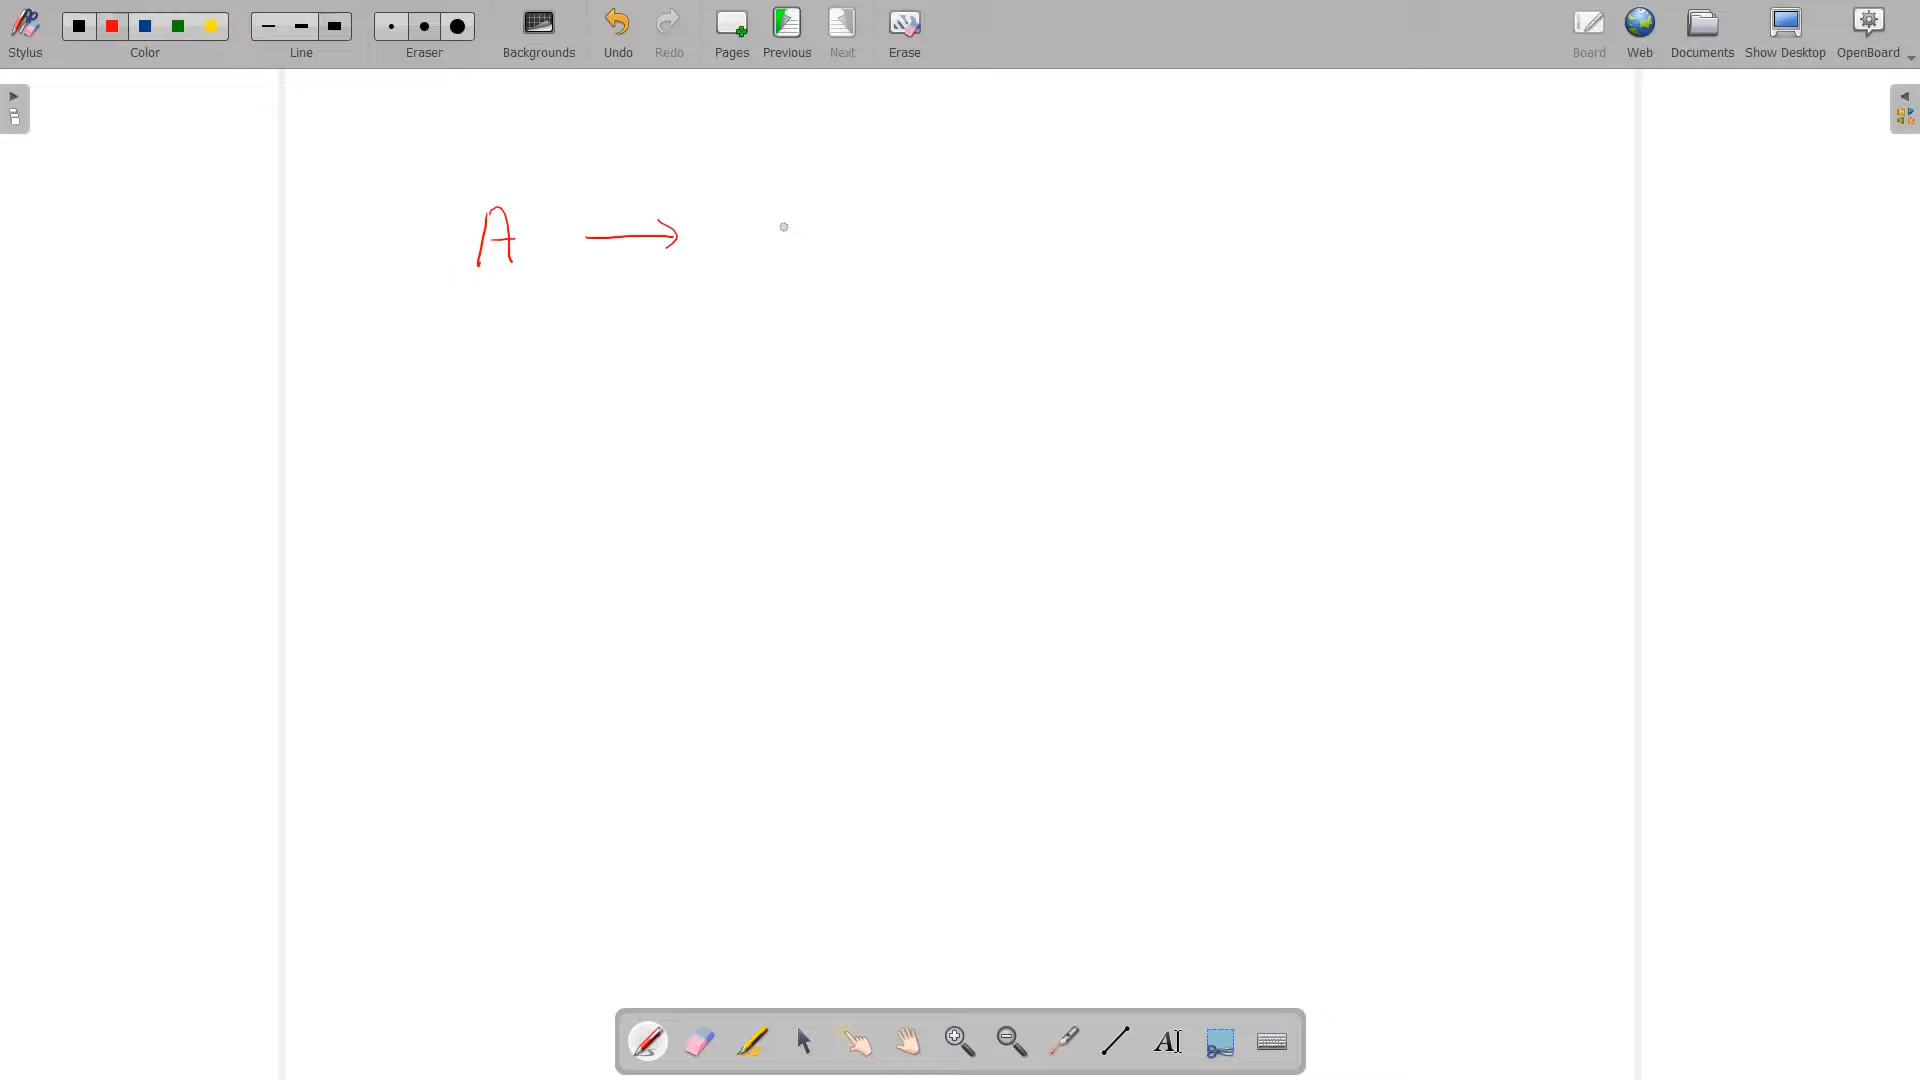 Stylus Color Line Eraser Backgrounds Undo Redo Pages Previous Next Erase Board Web Documents Show Desktop OpenBoard
A →